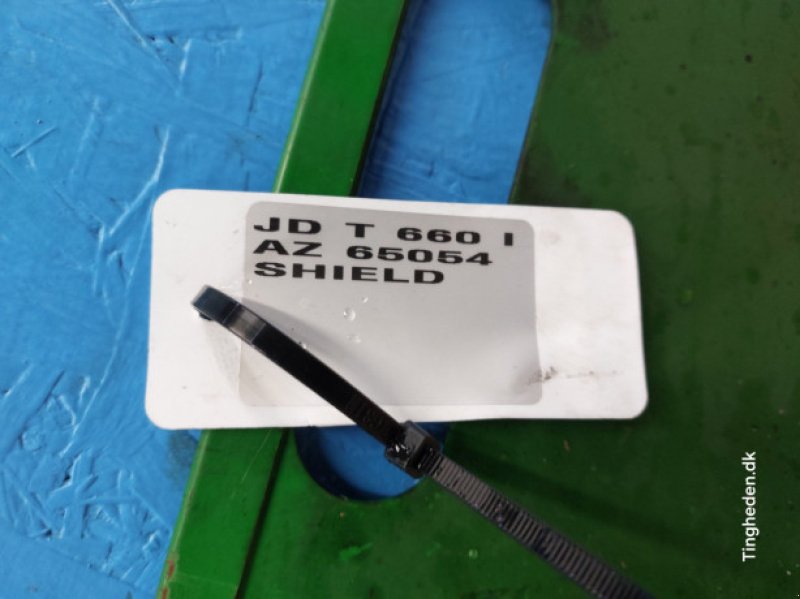 JD T 660 I
AZ 65054
SHIELD
Tingheden.dk